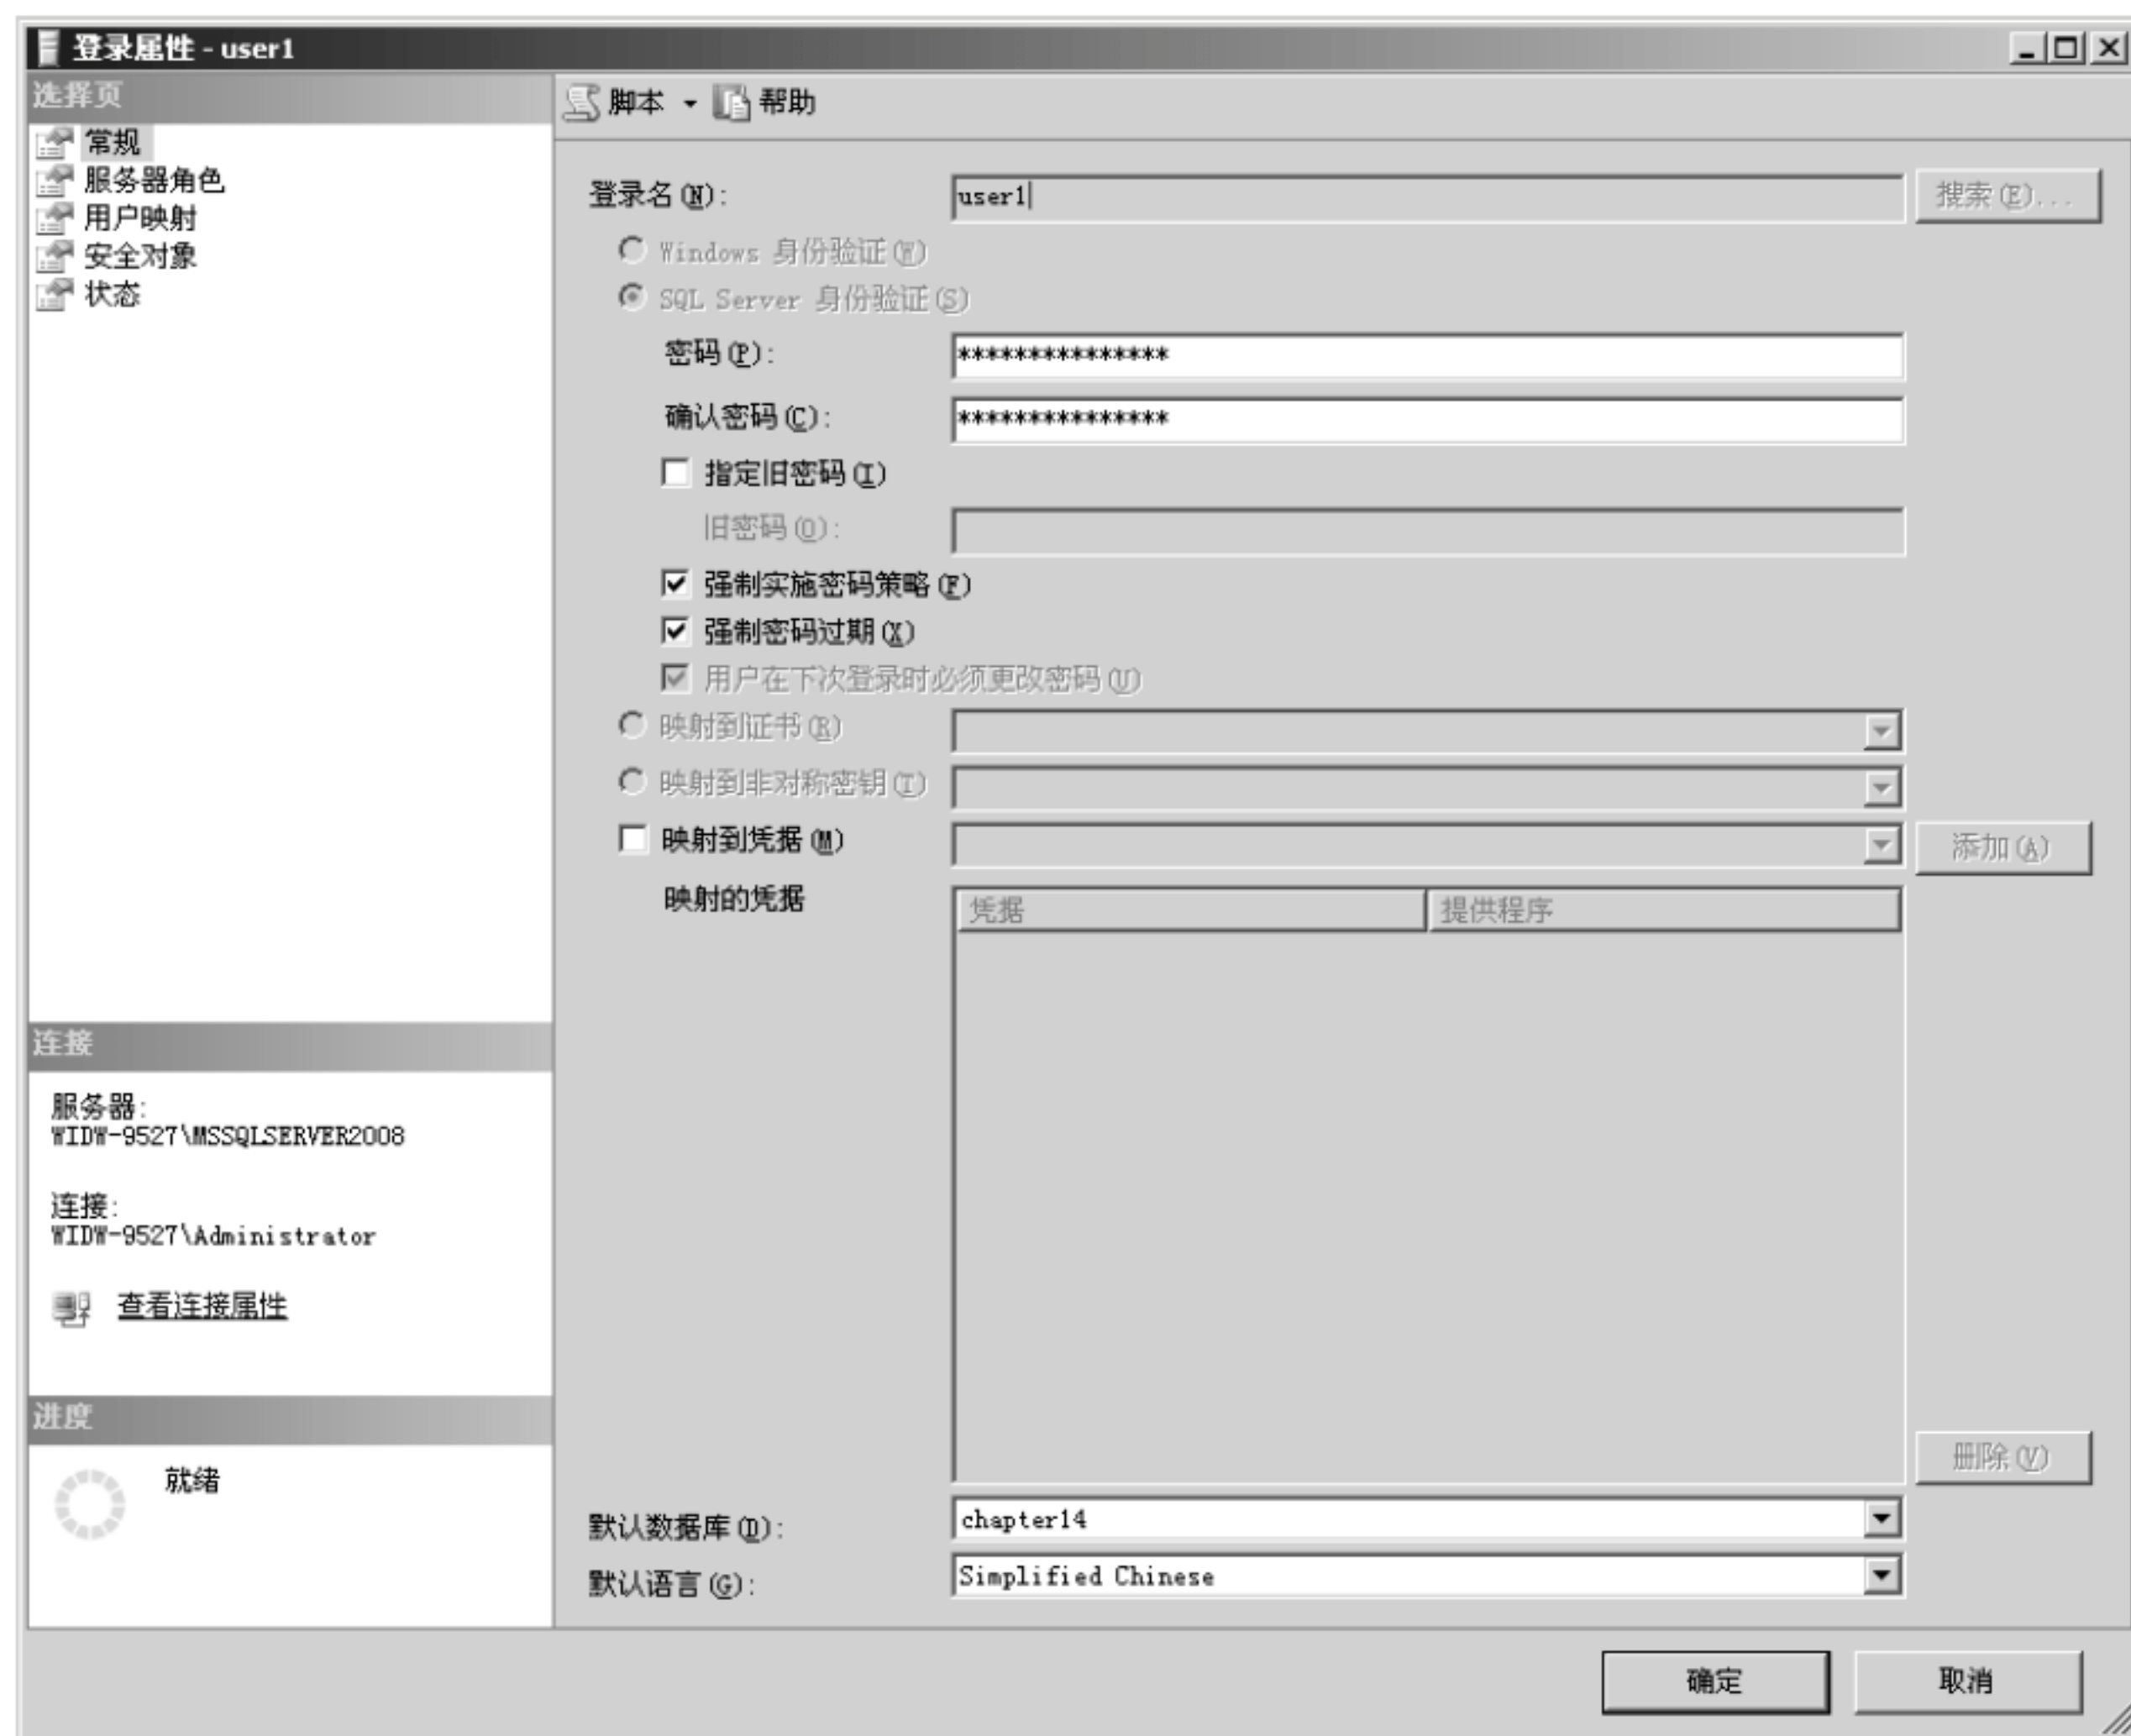 登录属性 - user1
选择页
常规
服务器角色
用户映射
安全对象
状态
连接
服务器:
WIDW-9527\MSSQLSERVER2008
连接:
WIDW-9527\Administrator
查看连接属性
进度
就绪
脚本 帮助
登录名(N): user1 搜索(E)...
Windows 身份验证(W)
SQL Server 身份验证(S)
密码(P): ***************
确认密码(C): ***************
指定旧密码(I)
旧密码(O):
强制实施密码策略(F)
强制密码过期(X)
用户在下次登录时必须更改密码(U)
映射到证书(R)
映射到非对称密钥(T)
映射到凭据(M) 添加(A)
映射的凭据 凭据 提供程序
删除(V)
默认数据库(D): chapter14
默认语言(G): Simplified Chinese
确定 取消